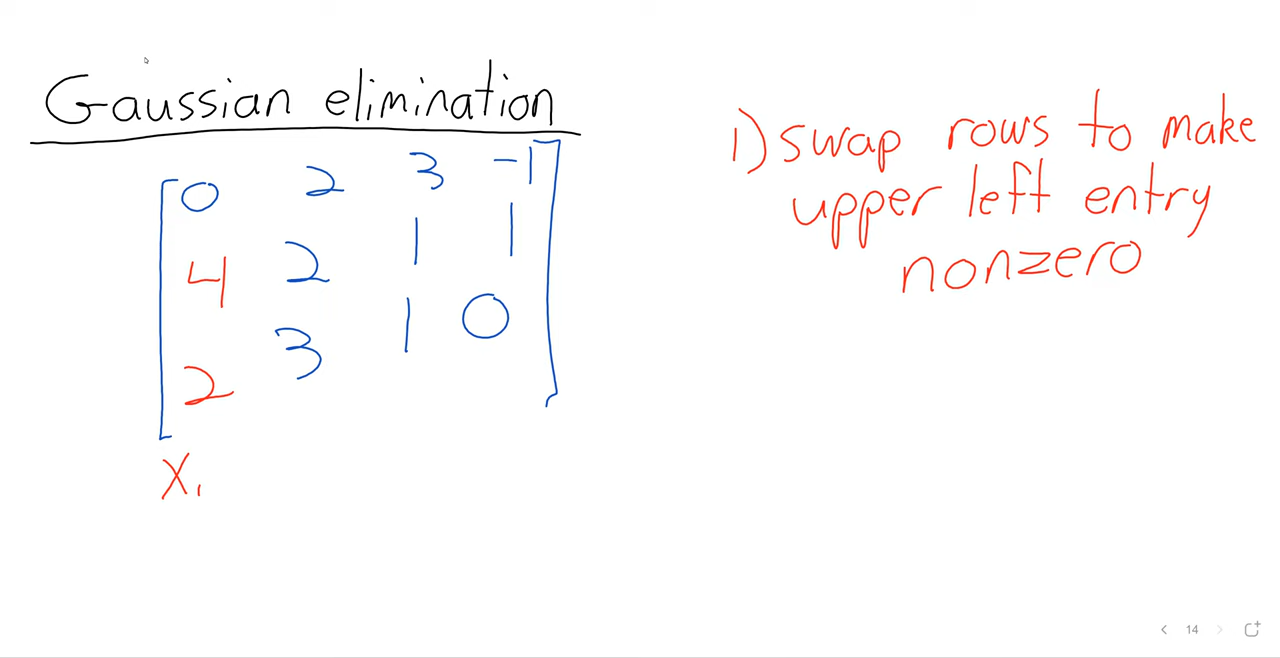 Gaussian elimination
1) swap rows to make
upper left entry
nonzero
0 2 3 -1
4 2 1 1
2 3 1 0
x₁
14